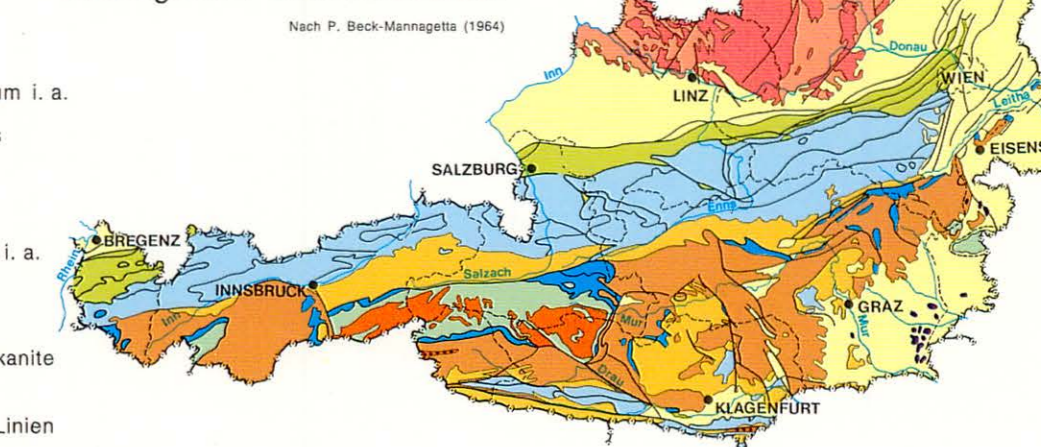 Nach P. Beck-Mannagetta (1964)
um i. a.
i. a.
kanite
Linien
Inn
Donau
LINZ
WIEN
Leitha
SALZBURG
Enns
BREGENZ
Rhein
Salzach
INNSBRUCK
Inn
Mur
GRAZ
Mur
Drau
KLAGENFURT